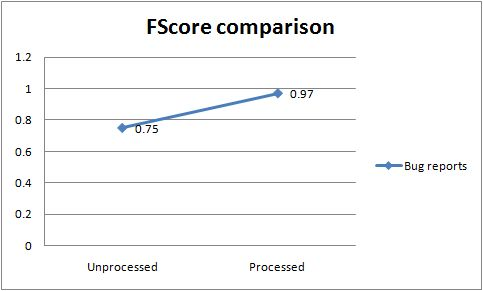 FScore comparison
1.2
1
0.8
0.6
0.4
0.2
0
0.75
0.97
Bug reports
Unprocessed
Processed